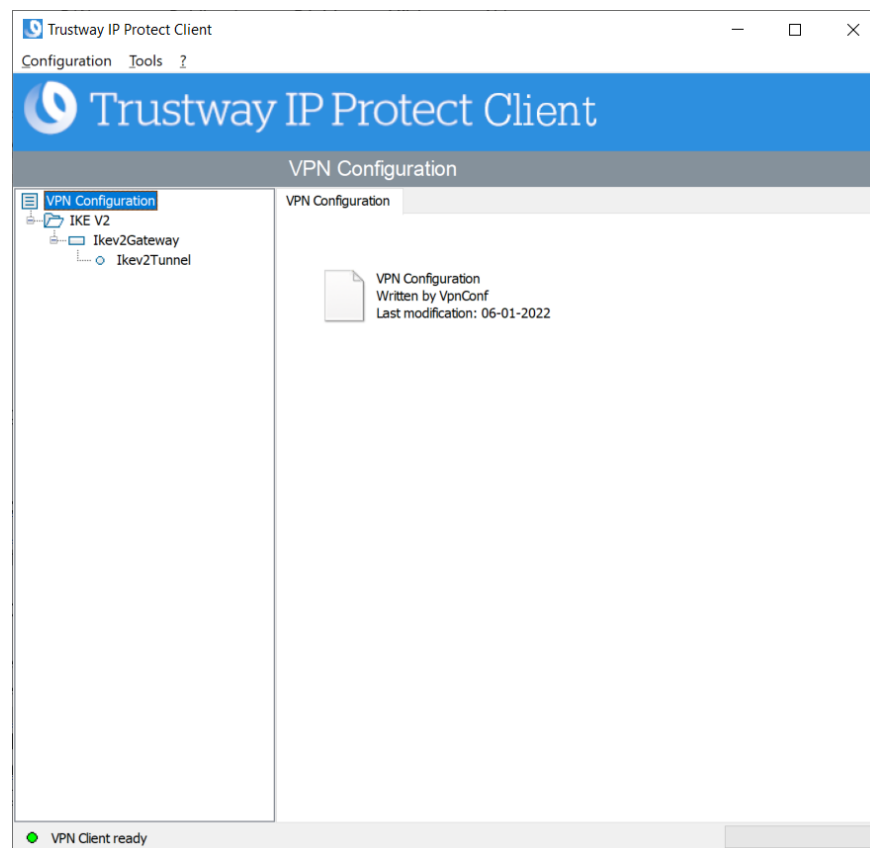 Trustway IP Protect Client
Configuration Tools ?
Trustway IP Protect Client
VPN Configuration
VPN Configuration
IKE V2
Ikev2Gateway
Ikev2Tunnel
VPN Configuration
VPN Configuration
Written by VpnConf
Last modification: 06-01-2022
VPN Client ready